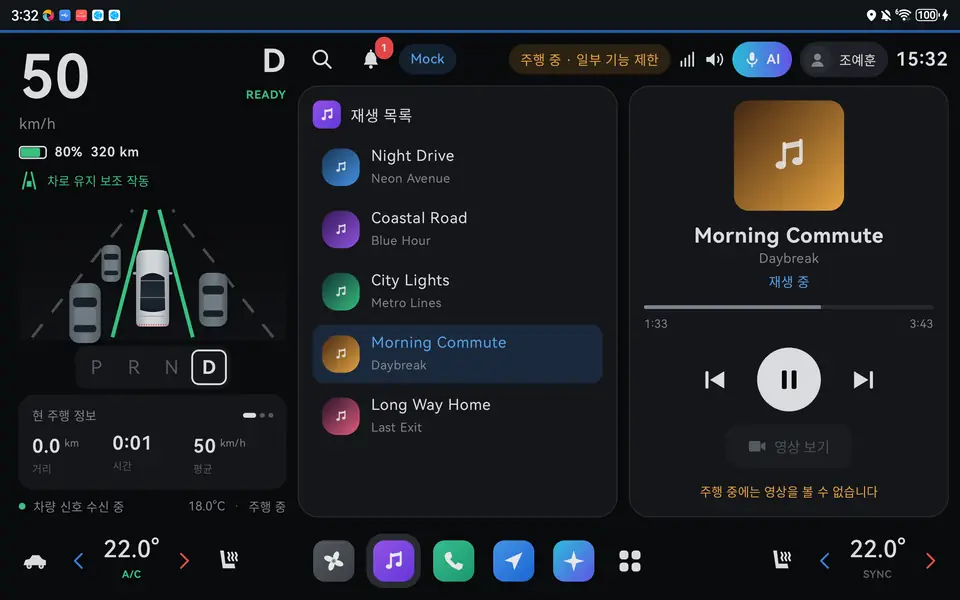 3:32
100
50
D
READY
km/h
80% 320 km
차로 유지 보조 작동
P R N D
현 주행 정보
0.0 km
거리
0:01
시간
50 km/h
평균
차량 신호 수신 중
18.0°C · 주행 중
1
Mock
주행 중 · 일부 기능 제한
AI
조예훈
15:32
재생 목록
Night Drive
Neon Avenue
Coastal Road
Blue Hour
City Lights
Metro Lines
Morning Commute
Daybreak
Long Way Home
Last Exit
Morning Commute
Daybreak
재생 중
1:33
3:43
영상 보기
주행 중에는 영상을 볼 수 없습니다
22.0°
A/C
22.0°
SYNC